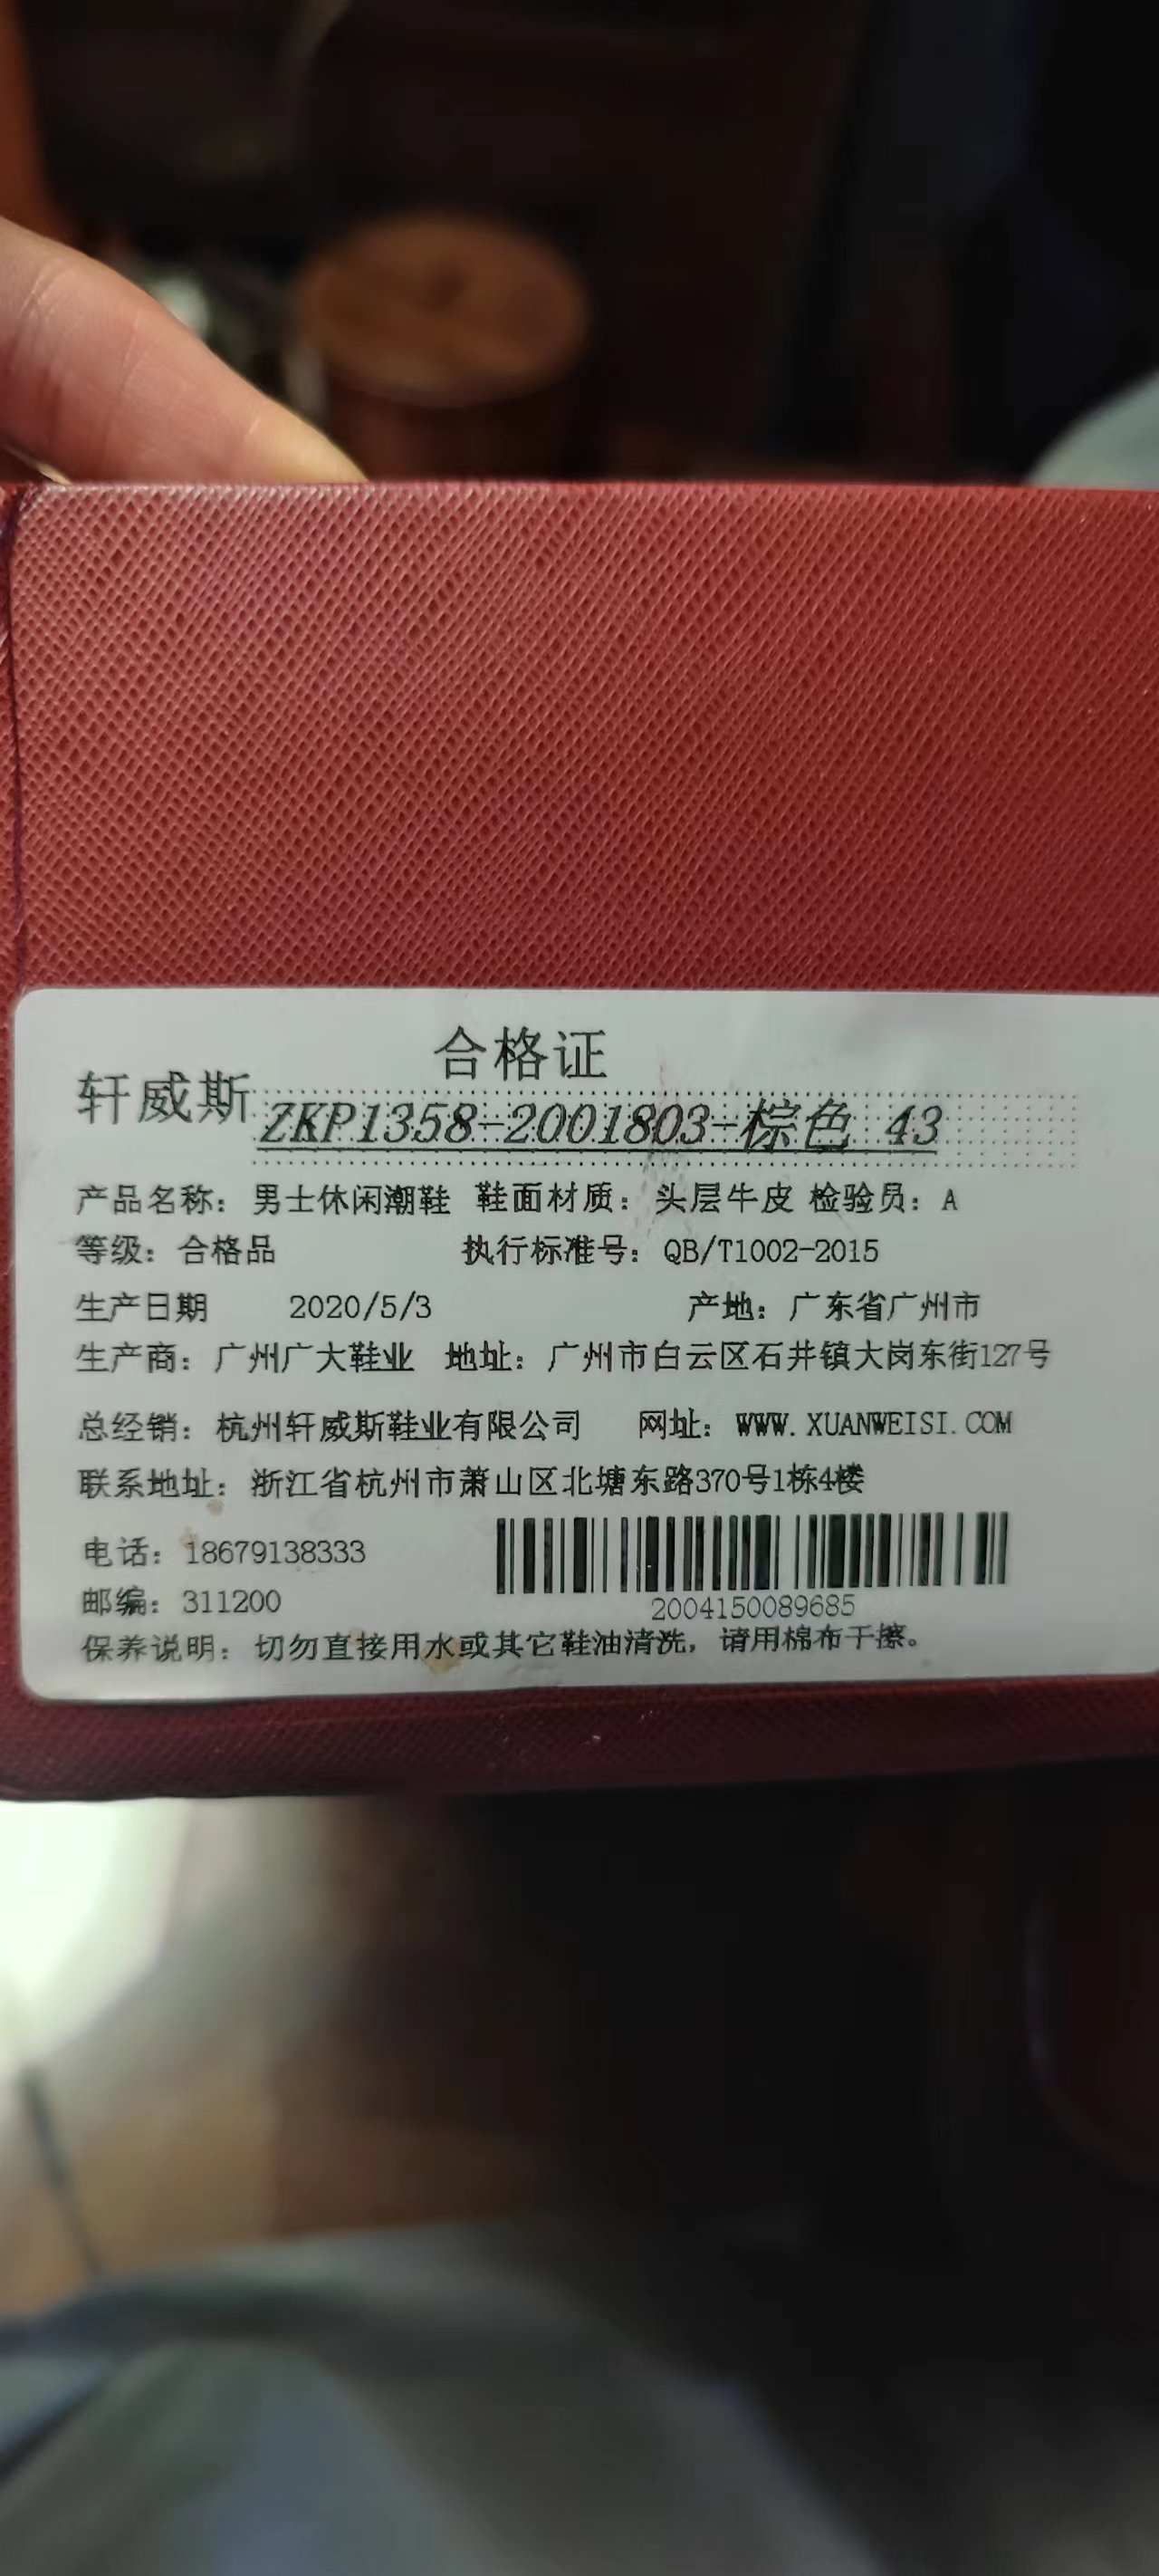 合格证
轩威斯 ZKP1358-2001803-棕色 43
产品名称：男士休闲潮鞋 鞋面材质：头层牛皮 检验员：A
等级：合格品 执行标准号：QB/T1002-2015
生产日期 2020/5/3 产地：广东省广州市
生产商：广州广大鞋业 地址：广州市白云区石井镇大岗东街127号
总经销：杭州轩威斯鞋业有限公司 网址：WWW.XUANWEISI.COM
联系地址：浙江省杭州市萧山区北塘东路370号1栋4楼
电话：18679138333
邮编：311200
2004150089685
保养说明：切勿直接用水或其它鞋油清洗，请用棉布干擦。